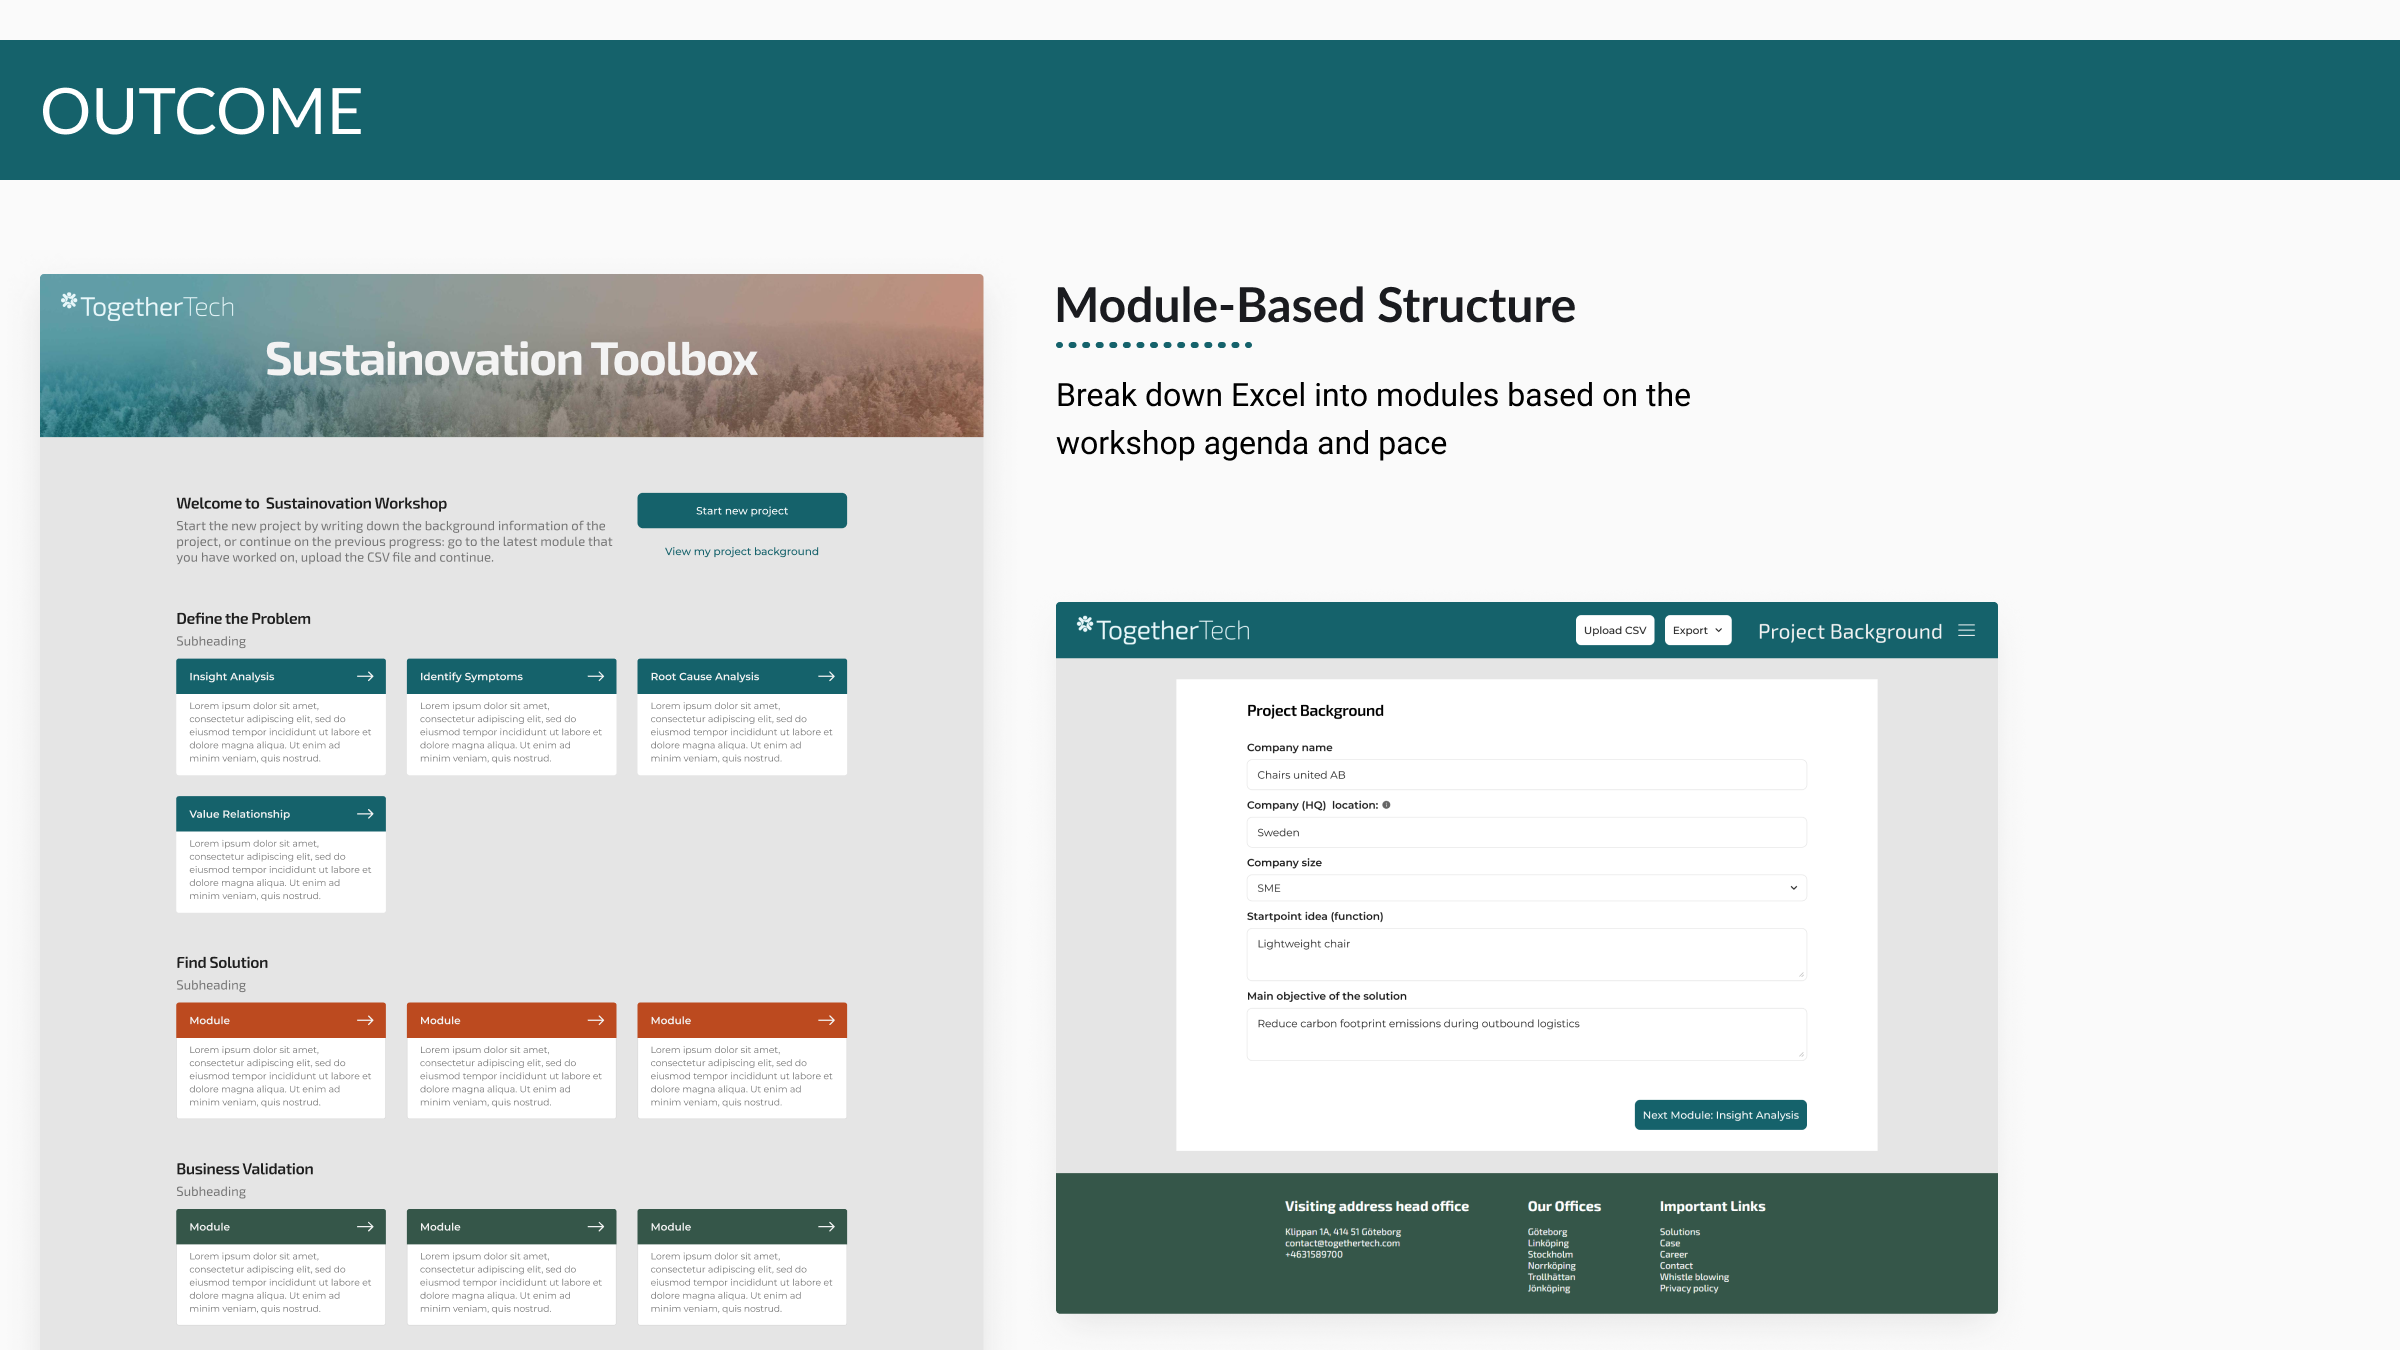 OUTCOME
TogetherTech
Sustainovation Toolbox
Welcome to Sustainovation Workshop
Start the new project by writing down the background information of the
project, or continue on the previous progress: go to the latest module that
you have worked on, upload the CSV file and continue.
Start new project
View my project background
Define the Problem
Subheading
Insight Analysis
Lorem ipsum dolor sit amet,
consectetur adipiscing elit, sed do
eiusmod tempor incididunt ut labore et
dolore magna aliqua. Ut enim ad
minim veniam, quis nostrud.
Identify Symptoms
Lorem ipsum dolor sit amet,
consectetur adipiscing elit, sed do
eiusmod tempor incididunt ut labore et
dolore magna aliqua. Ut enim ad
minim veniam, quis nostrud.
Root Cause Analysis
Lorem ipsum dolor sit amet,
consectetur adipiscing elit, sed do
eiusmod tempor incididunt ut labore et
dolore magna aliqua. Ut enim ad
minim veniam, quis nostrud.
Value Relationship
Lorem ipsum dolor sit amet,
consectetur adipiscing elit, sed do
eiusmod tempor incididunt ut labore et
dolore magna aliqua. Ut enim ad
minim veniam, quis nostrud.
Find Solution
Subheading
Module
Lorem ipsum dolor sit amet,
consectetur adipiscing elit, sed do
eiusmod tempor incididunt ut labore et
dolore magna aliqua. Ut enim ad
minim veniam, quis nostrud.
Module
Lorem ipsum dolor sit amet,
consectetur adipiscing elit, sed do
eiusmod tempor incididunt ut labore et
dolore magna aliqua. Ut enim ad
minim veniam, quis nostrud.
Module
Lorem ipsum dolor sit amet,
consectetur adipiscing elit, sed do
eiusmod tempor incididunt ut labore et
dolore magna aliqua. Ut enim ad
minim veniam, quis nostrud.
Business Validation
Subheading
Module
Lorem ipsum dolor sit amet,
consectetur adipiscing elit, sed do
eiusmod tempor incididunt ut labore et
dolore magna aliqua. Ut enim ad
minim veniam, quis nostrud.
Module
Lorem ipsum dolor sit amet,
consectetur adipiscing elit, sed do
eiusmod tempor incididunt ut labore et
dolore magna aliqua. Ut enim ad
minim veniam, quis nostrud.
Module
Lorem ipsum dolor sit amet,
consectetur adipiscing elit, sed do
eiusmod tempor incididunt ut labore et
dolore magna aliqua. Ut enim ad
minim veniam, quis nostrud.
Module-Based Structure
Break down Excel into modules based on the
workshop agenda and pace
TogetherTech
Upload CSV
Export
Project Background
Project Background
Company name
Chairs united AB
Company (HQ) location:
Sweden
Company size
SME
Startpoint idea (function)
Lightweight chair
Main objective of the solution
Reduce carbon footprint emissions during outbound logistics
Next Module: Insight Analysis
Visiting address head office
Klippan 1A, 414 51 Göteborg
contact@togethertech.com
+4631589700
Our Offices
Göteborg
Linköping
Stockholm
Norrköping
Trollhättan
Jönköping
Important Links
Solutions
Case
Career
Contact
Whistle blowing
Privacy policy